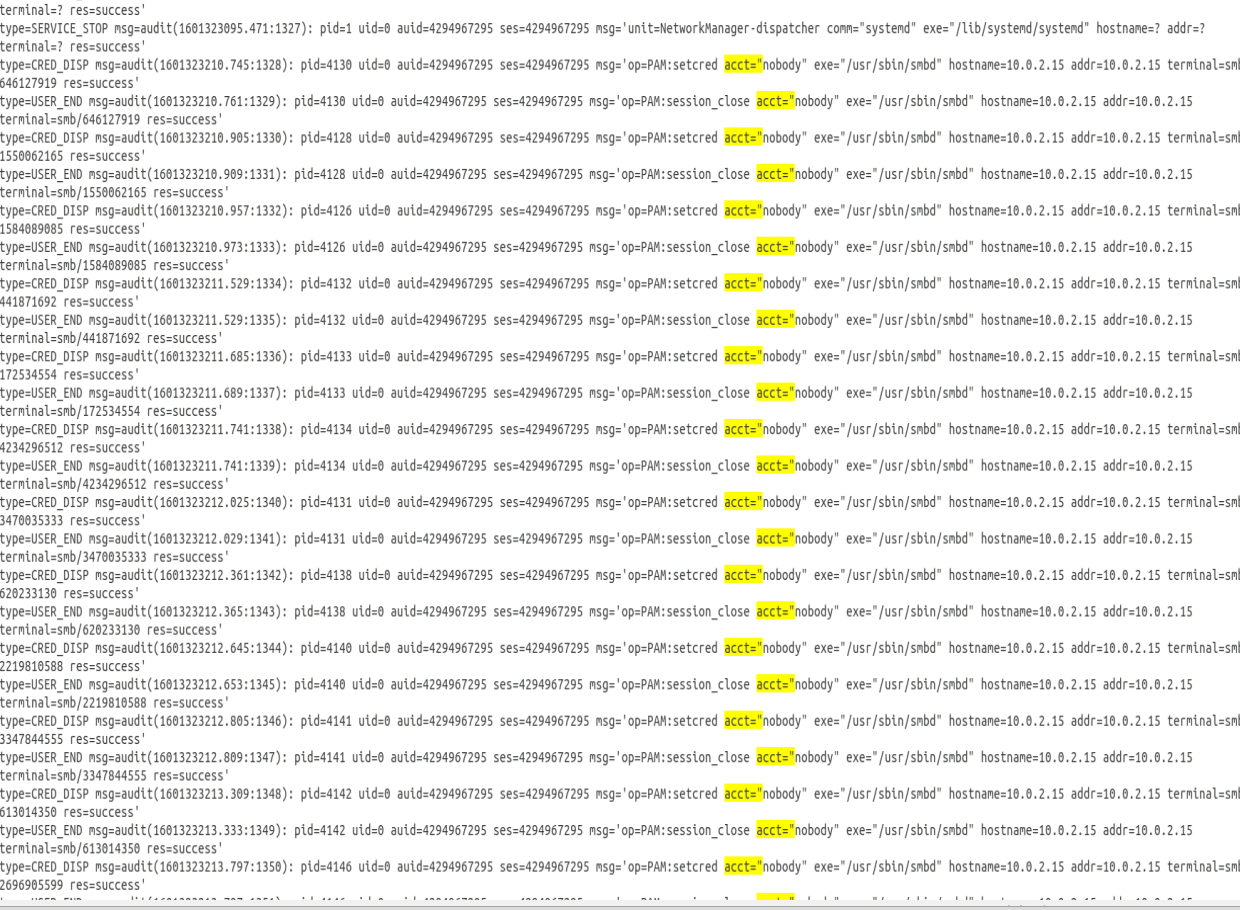 terminal=? res=success'
type=SERVICE_STOP msg=audit(1601323095.471:1327): pid=1 uid=0 auid=4294967295 ses=4294967295 msg='unit=NetworkManager-dispatcher comm="systemd" exe="/lib/systemd/systemd" hostname=? addr=?
terminal=? res=success'
type=CRED_DISP msg=audit(1601323210.745:1328): pid=4130 uid=0 auid=4294967295 ses=4294967295 msg='op=PAM:setcred acct="nobody" exe="/usr/sbin/smbd" hostname=10.0.2.15 addr=10.0.2.15 terminal=smb
646127919 res=success'
type=USER_END msg=audit(1601323210.761:1329): pid=4130 uid=0 auid=4294967295 ses=4294967295 msg='op=PAM:session_close acct="nobody" exe="/usr/sbin/smbd" hostname=10.0.2.15 addr=10.0.2.15
terminal=smb/646127919 res=success'
type=CRED_DISP msg=audit(1601323210.905:1330): pid=4128 uid=0 auid=4294967295 ses=4294967295 msg='op=PAM:setcred acct="nobody" exe="/usr/sbin/smbd" hostname=10.0.2.15 addr=10.0.2.15 terminal=smb
1550062165 res=success'
type=USER_END msg=audit(1601323210.909:1331): pid=4128 uid=0 auid=4294967295 ses=4294967295 msg='op=PAM:session_close acct="nobody" exe="/usr/sbin/smbd" hostname=10.0.2.15 addr=10.0.2.15
terminal=smb/1550062165 res=success'
type=CRED_DISP msg=audit(1601323210.957:1332): pid=4126 uid=0 auid=4294967295 ses=4294967295 msg='op=PAM:setcred acct="nobody" exe="/usr/sbin/smbd" hostname=10.0.2.15 addr=10.0.2.15 terminal=smb
1584089085 res=success'
type=USER_END msg=audit(1601323210.973:1333): pid=4126 uid=0 auid=4294967295 ses=4294967295 msg='op=PAM:session_close acct="nobody" exe="/usr/sbin/smbd" hostname=10.0.2.15 addr=10.0.2.15
terminal=smb/1584089085 res=success'
type=CRED_DISP msg=audit(1601323211.529:1334): pid=4132 uid=0 auid=4294967295 ses=4294967295 msg='op=PAM:setcred acct="nobody" exe="/usr/sbin/smbd" hostname=10.0.2.15 addr=10.0.2.15 terminal=smb
441871692 res=success'
type=USER_END msg=audit(1601323211.529:1335): pid=4132 uid=0 auid=4294967295 ses=4294967295 msg='op=PAM:session_close acct="nobody" exe="/usr/sbin/smbd" hostname=10.0.2.15 addr=10.0.2.15
terminal=smb/441871692 res=success'
type=CRED_DISP msg=audit(1601323211.685:1336): pid=4133 uid=0 auid=4294967295 ses=4294967295 msg='op=PAM:setcred acct="nobody" exe="/usr/sbin/smbd" hostname=10.0.2.15 addr=10.0.2.15 terminal=smb
172534554 res=success'
type=USER_END msg=audit(1601323211.689:1337): pid=4133 uid=0 auid=4294967295 ses=4294967295 msg='op=PAM:session_close acct="nobody" exe="/usr/sbin/smbd" hostname=10.0.2.15 addr=10.0.2.15
terminal=smb/172534554 res=success'
type=CRED_DISP msg=audit(1601323211.741:1338): pid=4134 uid=0 auid=4294967295 ses=4294967295 msg='op=PAM:setcred acct="nobody" exe="/usr/sbin/smbd" hostname=10.0.2.15 addr=10.0.2.15 terminal=smb
4234296512 res=success'
type=USER_END msg=audit(1601323211.741:1339): pid=4134 uid=0 auid=4294967295 ses=4294967295 msg='op=PAM:session_close acct="nobody" exe="/usr/sbin/smbd" hostname=10.0.2.15 addr=10.0.2.15
terminal=smb/4234296512 res=success'
type=CRED_DISP msg=audit(1601323212.025:1340): pid=4131 uid=0 auid=4294967295 ses=4294967295 msg='op=PAM:setcred acct="nobody" exe="/usr/sbin/smbd" hostname=10.0.2.15 addr=10.0.2.15 terminal=smb
3470035333 res=success'
type=USER_END msg=audit(1601323212.029:1341): pid=4131 uid=0 auid=4294967295 ses=4294967295 msg='op=PAM:session_close acct="nobody" exe="/usr/sbin/smbd" hostname=10.0.2.15 addr=10.0.2.15
terminal=smb/3470035333 res=success'
type=CRED_DISP msg=audit(1601323212.361:1342): pid=4138 uid=0 auid=4294967295 ses=4294967295 msg='op=PAM:setcred acct="nobody" exe="/usr/sbin/smbd" hostname=10.0.2.15 addr=10.0.2.15 terminal=smb
620233130 res=success'
type=USER_END msg=audit(1601323212.365:1343): pid=4138 uid=0 auid=4294967295 ses=4294967295 msg='op=PAM:session_close acct="nobody" exe="/usr/sbin/smbd" hostname=10.0.2.15 addr=10.0.2.15
terminal=smb/620233130 res=success'
type=CRED_DISP msg=audit(1601323212.645:1344): pid=4140 uid=0 auid=4294967295 ses=4294967295 msg='op=PAM:setcred acct="nobody" exe="/usr/sbin/smbd" hostname=10.0.2.15 addr=10.0.2.15 terminal=smb
2219810588 res=success'
type=USER_END msg=audit(1601323212.653:1345): pid=4140 uid=0 auid=4294967295 ses=4294967295 msg='op=PAM:session_close acct="nobody" exe="/usr/sbin/smbd" hostname=10.0.2.15 addr=10.0.2.15
terminal=smb/2219810588 res=success'
type=CRED_DISP msg=audit(1601323212.805:1346): pid=4141 uid=0 auid=4294967295 ses=4294967295 msg='op=PAM:setcred acct="nobody" exe="/usr/sbin/smbd" hostname=10.0.2.15 addr=10.0.2.15 terminal=smb
3347844555 res=success'
type=USER_END msg=audit(1601323212.809:1347): pid=4141 uid=0 auid=4294967295 ses=4294967295 msg='op=PAM:session_close acct="nobody" exe="/usr/sbin/smbd" hostname=10.0.2.15 addr=10.0.2.15
terminal=smb/3347844555 res=success'
type=CRED_DISP msg=audit(1601323213.309:1348): pid=4142 uid=0 auid=4294967295 ses=4294967295 msg='op=PAM:setcred acct="nobody" exe="/usr/sbin/smbd" hostname=10.0.2.15 addr=10.0.2.15 terminal=smb
613014350 res=success'
type=USER_END msg=audit(1601323213.333:1349): pid=4142 uid=0 auid=4294967295 ses=4294967295 msg='op=PAM:session_close acct="nobody" exe="/usr/sbin/smbd" hostname=10.0.2.15 addr=10.0.2.15
terminal=smb/613014350 res=success'
type=CRED_DISP msg=audit(1601323213.797:1350): pid=4146 uid=0 auid=4294967295 ses=4294967295 msg='op=PAM:setcred acct="nobody" exe="/usr/sbin/smbd" hostname=10.0.2.15 addr=10.0.2.15 terminal=smb
2696905599 res=success'